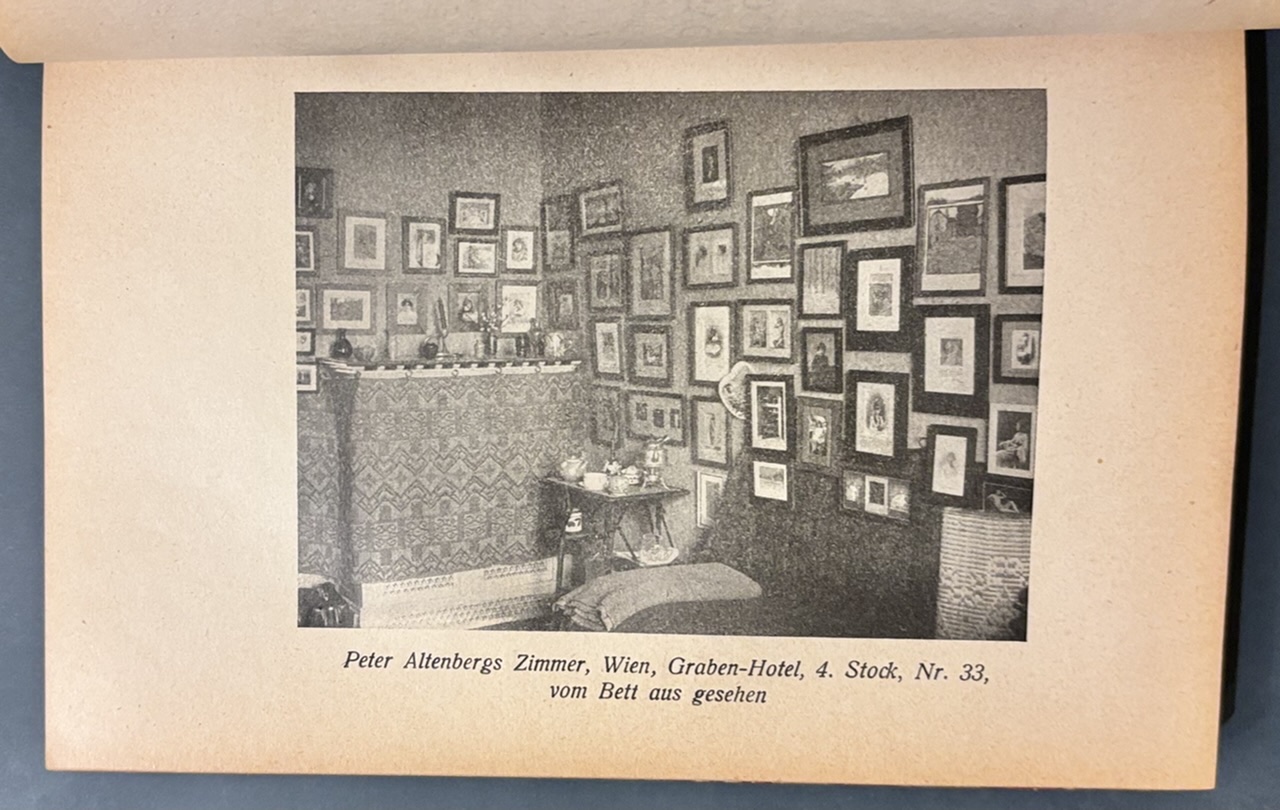 Peter Altenbergs Zimmer, Wien, Graben-Hotel, 4. Stock, Nr. 33,
vom Bett aus gesehen